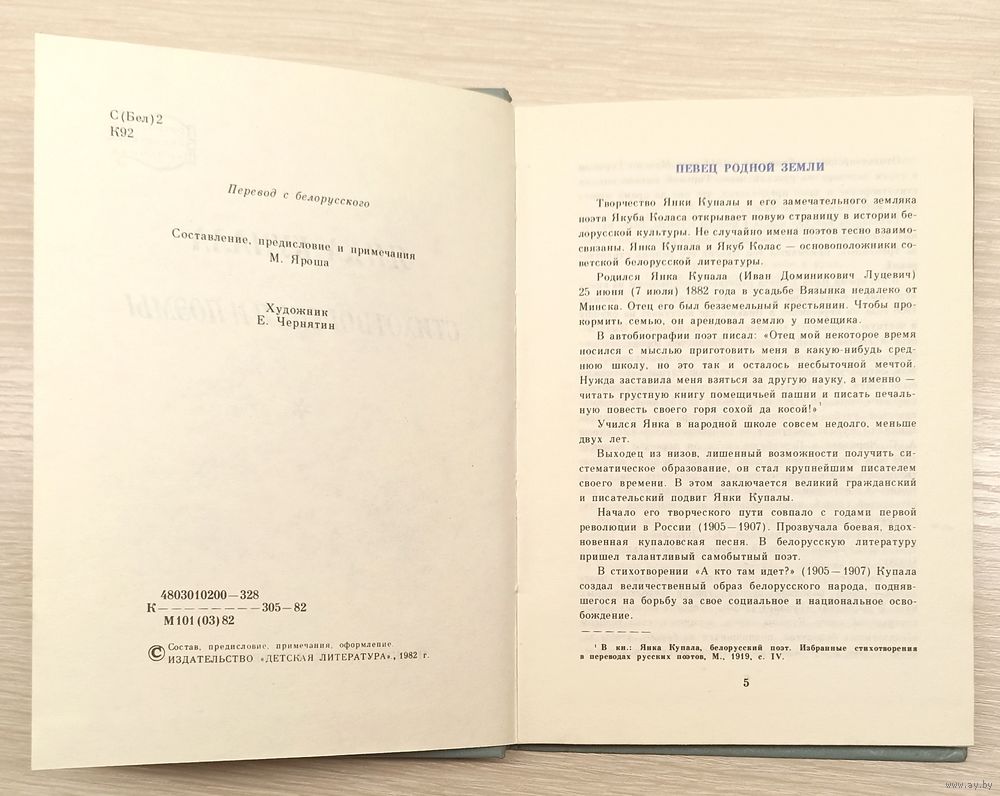 С(Бел)2
К92
Перевод с белорусского
Составление, предисловие и примечания
М. Яроша
Художник
Е. Чернятин
4803010200—328
К————————305—82
М101(03)82
© Состав, предисловие, примечания, оформление.
ИЗДАТЕЛЬСТВО «ДЕТСКАЯ ЛИТЕРАТУРА», 1982 г.
ПЕВЕЦ РОДНОЙ ЗЕМЛИ
Творчество Янки Купалы и его замечательного земляка
поэта Якуба Коласа открывает новую страницу в истории бе-
лорусской культуры. Не случайно имена поэтов тесно взаимо-
связаны. Янка Купала и Якуб Колас — основоположники со-
ветской белорусской литературы.
Родился Янка Купала (Иван Доминикович Луцевич)
25 июня (7 июля) 1882 года в усадьбе Вязынка недалеко от
Минска. Отец его был безземельный крестьянин. Чтобы про-
кормить семью, он арендовал землю у помещика.
В автобиографии поэт писал: «Отец мой некоторое время
носился с мыслью приготовить меня в какую-нибудь сред-
нюю школу, но это так и осталось несбыточной мечтой.
Нужда заставила меня взяться за другую науку, а именно —
читать грустную книгу помещичьей пашни и писать печаль-
ную повесть своего горя сохой да косой!»¹
Учился Янка в народной школе совсем недолго, меньше
двух лет.
Выходец из низов, лишенный возможности получить си-
стематическое образование, он стал крупнейшим писателем
своего времени. В этом заключается великий гражданский
и писательский подвиг Янки Купалы.
Начало его творческого пути совпало с годами первой
революции в России (1905—1907). Прозвучала боевая, вдох-
новенная купаловская песня. В белорусскую литературу
пришел талантливый самобытный поэт.
В стихотворении «А кто там идет?» (1905—1907) Купала
создал величественный образ белорусского народа, подняв-
шегося на борьбу за свое социальное и национальное осво-
бождение.
¹ В кн.: Янка Купала, белорусский поэт. Избранные стихотворения
в переводах русских поэтов, М., 1919, с. IV.
5
www.ay.by